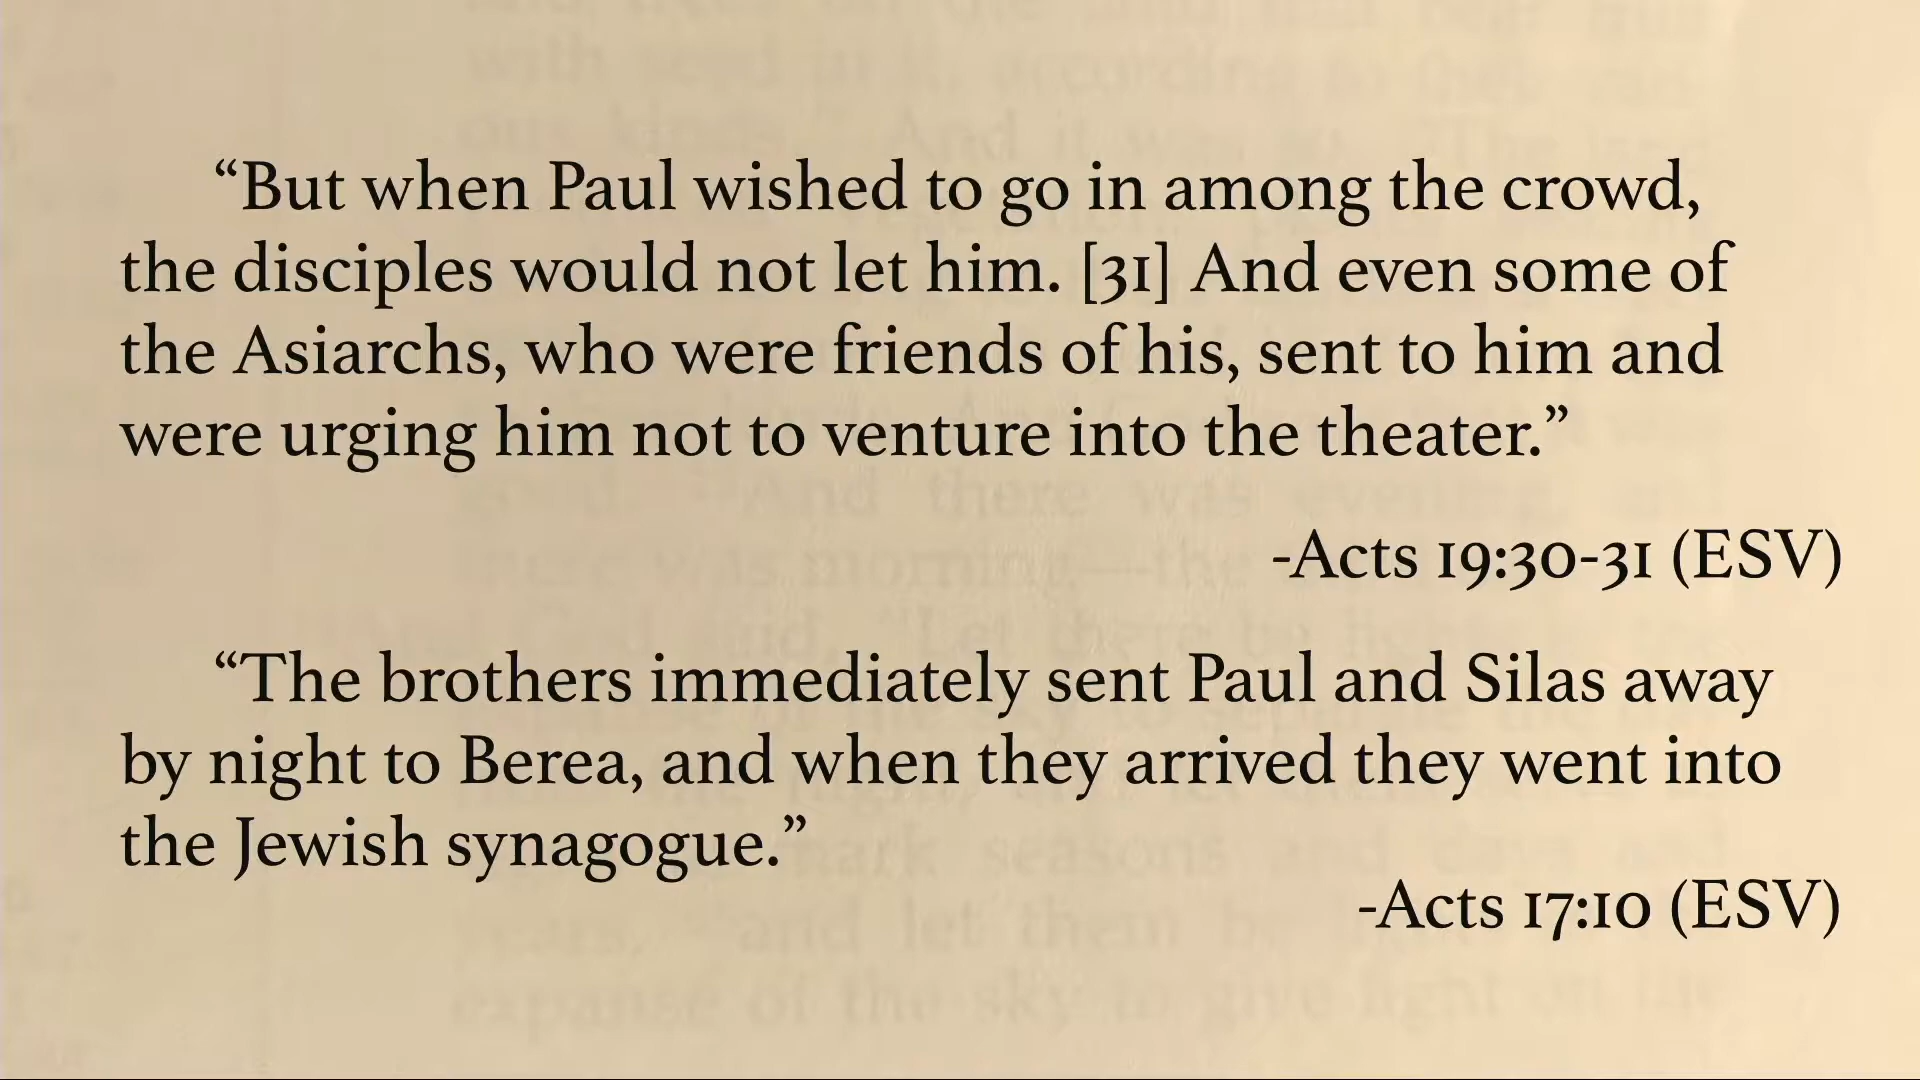 “But when Paul wished to go in among the crowd,
the disciples would not let him. [31] And even some of
the Asiarchs, who were friends of his, sent to him and
were urging him not to venture into the theater.”
-Acts 19:30-31 (ESV)
“The brothers immediately sent Paul and Silas away
by night to Berea, and when they arrived they went into
the Jewish synagogue.”
-Acts 17:10 (ESV)